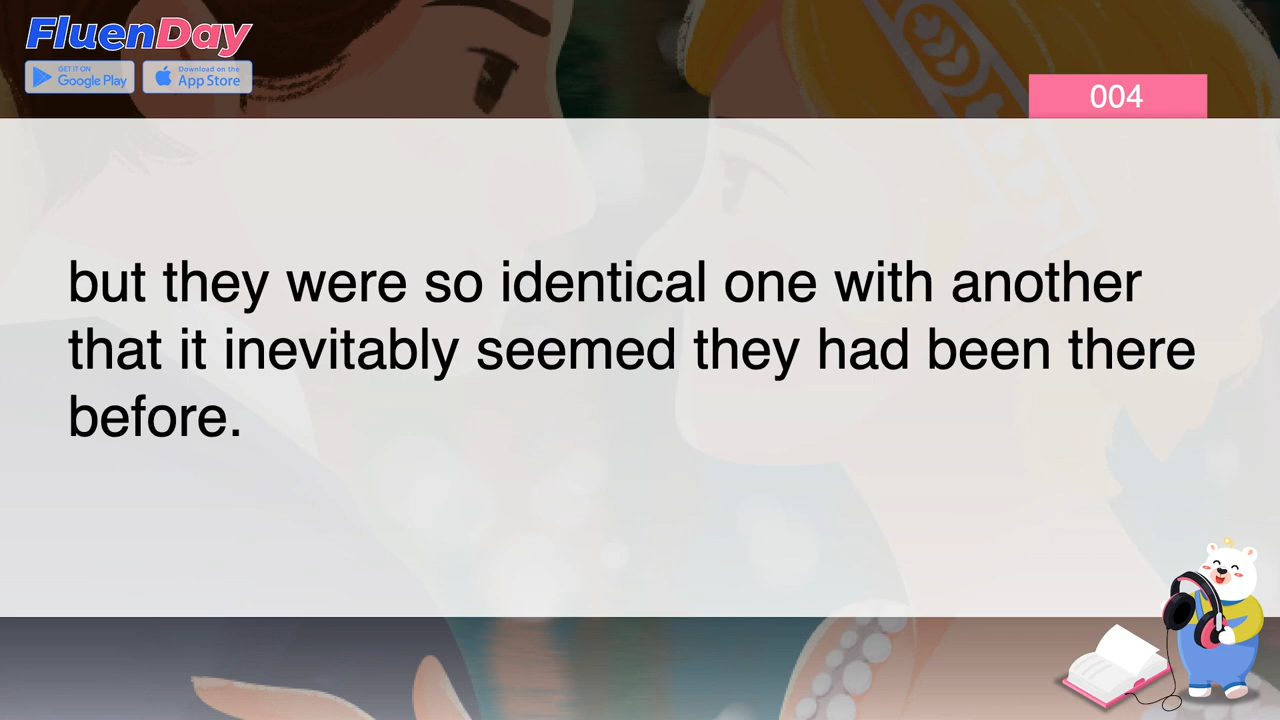 FluenDay
GET IT ON
Google Play
Download on the
App Store
004
but they were so identical one with another
that it inevitably seemed they had been there
before.